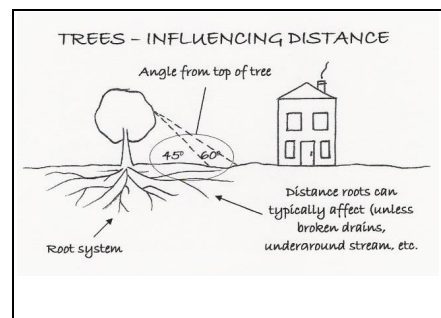 TREES – INFLUENCING DISTANCE
Angle from top of tree
45° 60°
Distance roots can
typically affect (unless
broken drains,
underground stream, etc.
Root system